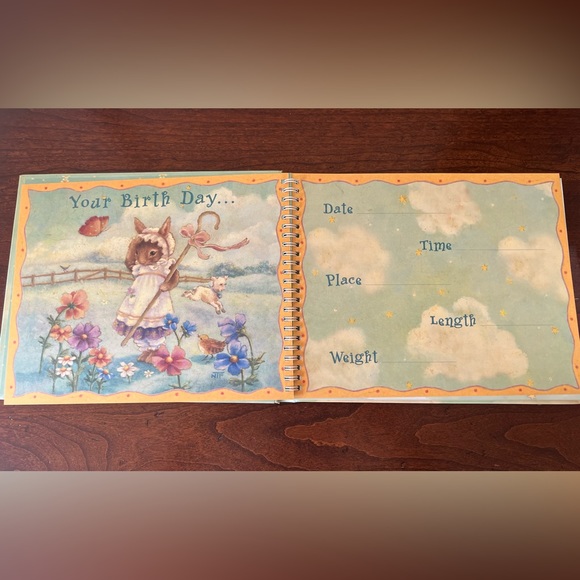 Your Birth Day...
Date
Time
Place
Length
Weight